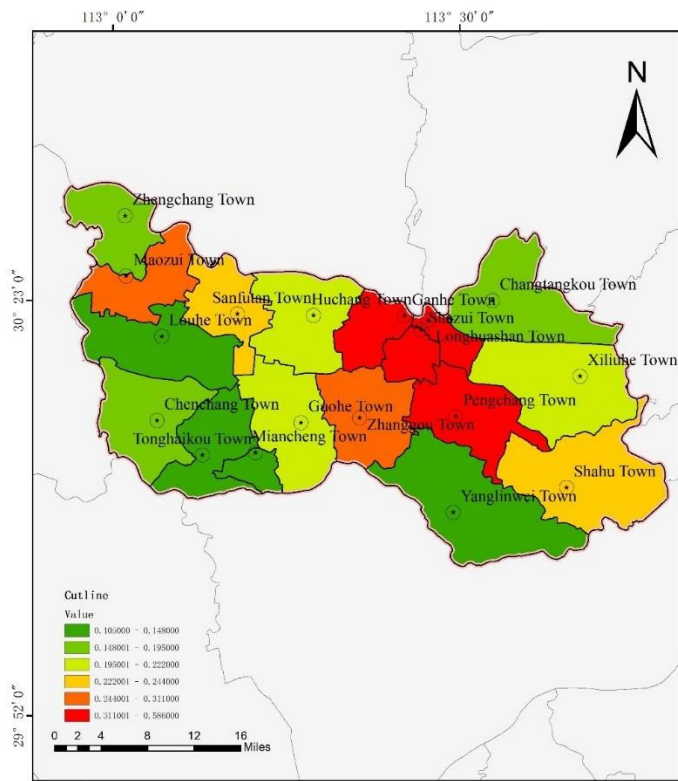 113° 0′0″
113° 30′0″
N
Zhangchang Town
Maozui Town
Changtangkou Town
30° 23′0″
Sanfutan Town
Huchang Town
Ganhe Town
Shazui Town
Louhe Town
Longhuashan Town
Xiliuhe Town
Chenchang Town
Guohe Town
Pengchang Town
Zhanggou Town
Tonghaikou Town
Miancheng Town
Shahu Town
Yanglinwei Town
Cutline
Value
0.105000 - 0.148000
0.148001 - 0.195000
0.195001 - 0.222000
0.222001 - 0.244000
0.244001 - 0.311000
0.311001 - 0.586000
29° 52′0″
0 1 2 4 8 12 16
Miles